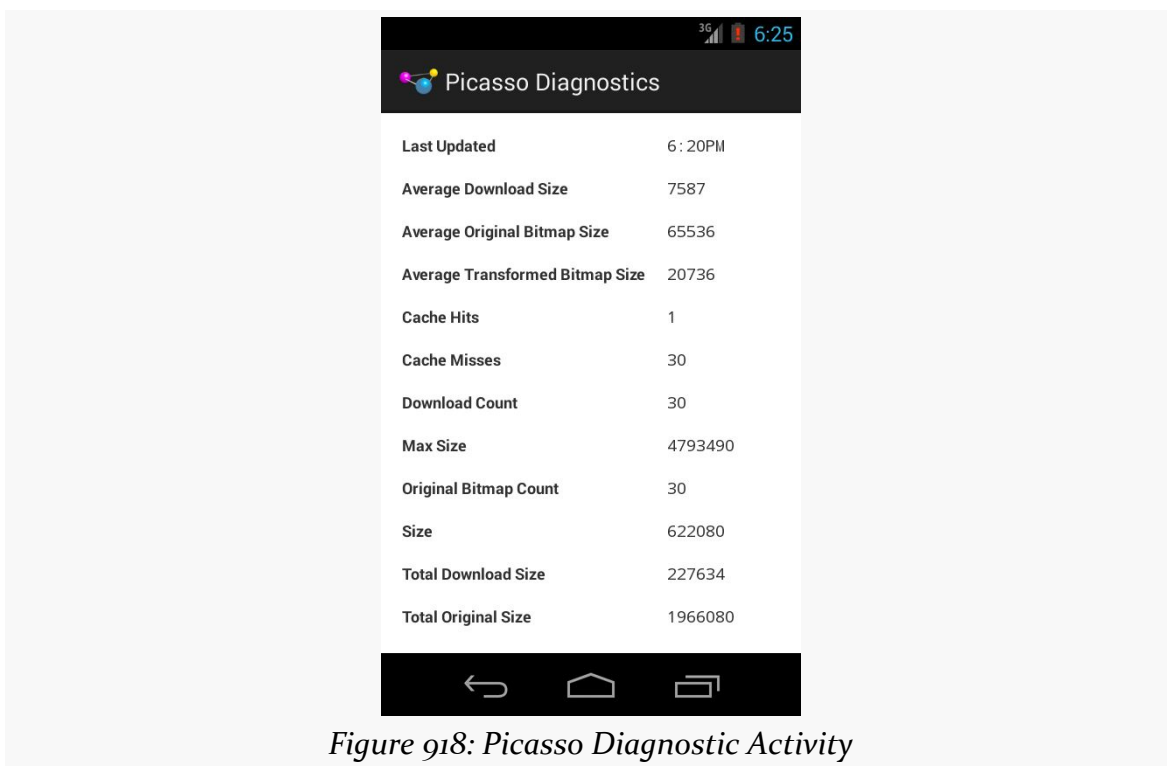 3G 6:25
Picasso Diagnostics
Last Updated 6:20PM
Average Download Size 7587
Average Original Bitmap Size 65536
Average Transformed Bitmap Size 20736
Cache Hits 1
Cache Misses 30
Download Count 30
Max Size 4793490
Original Bitmap Count 30
Size 622080
Total Download Size 227634
Total Original Size 1966080
Figure 918: Picasso Diagnostic Activity